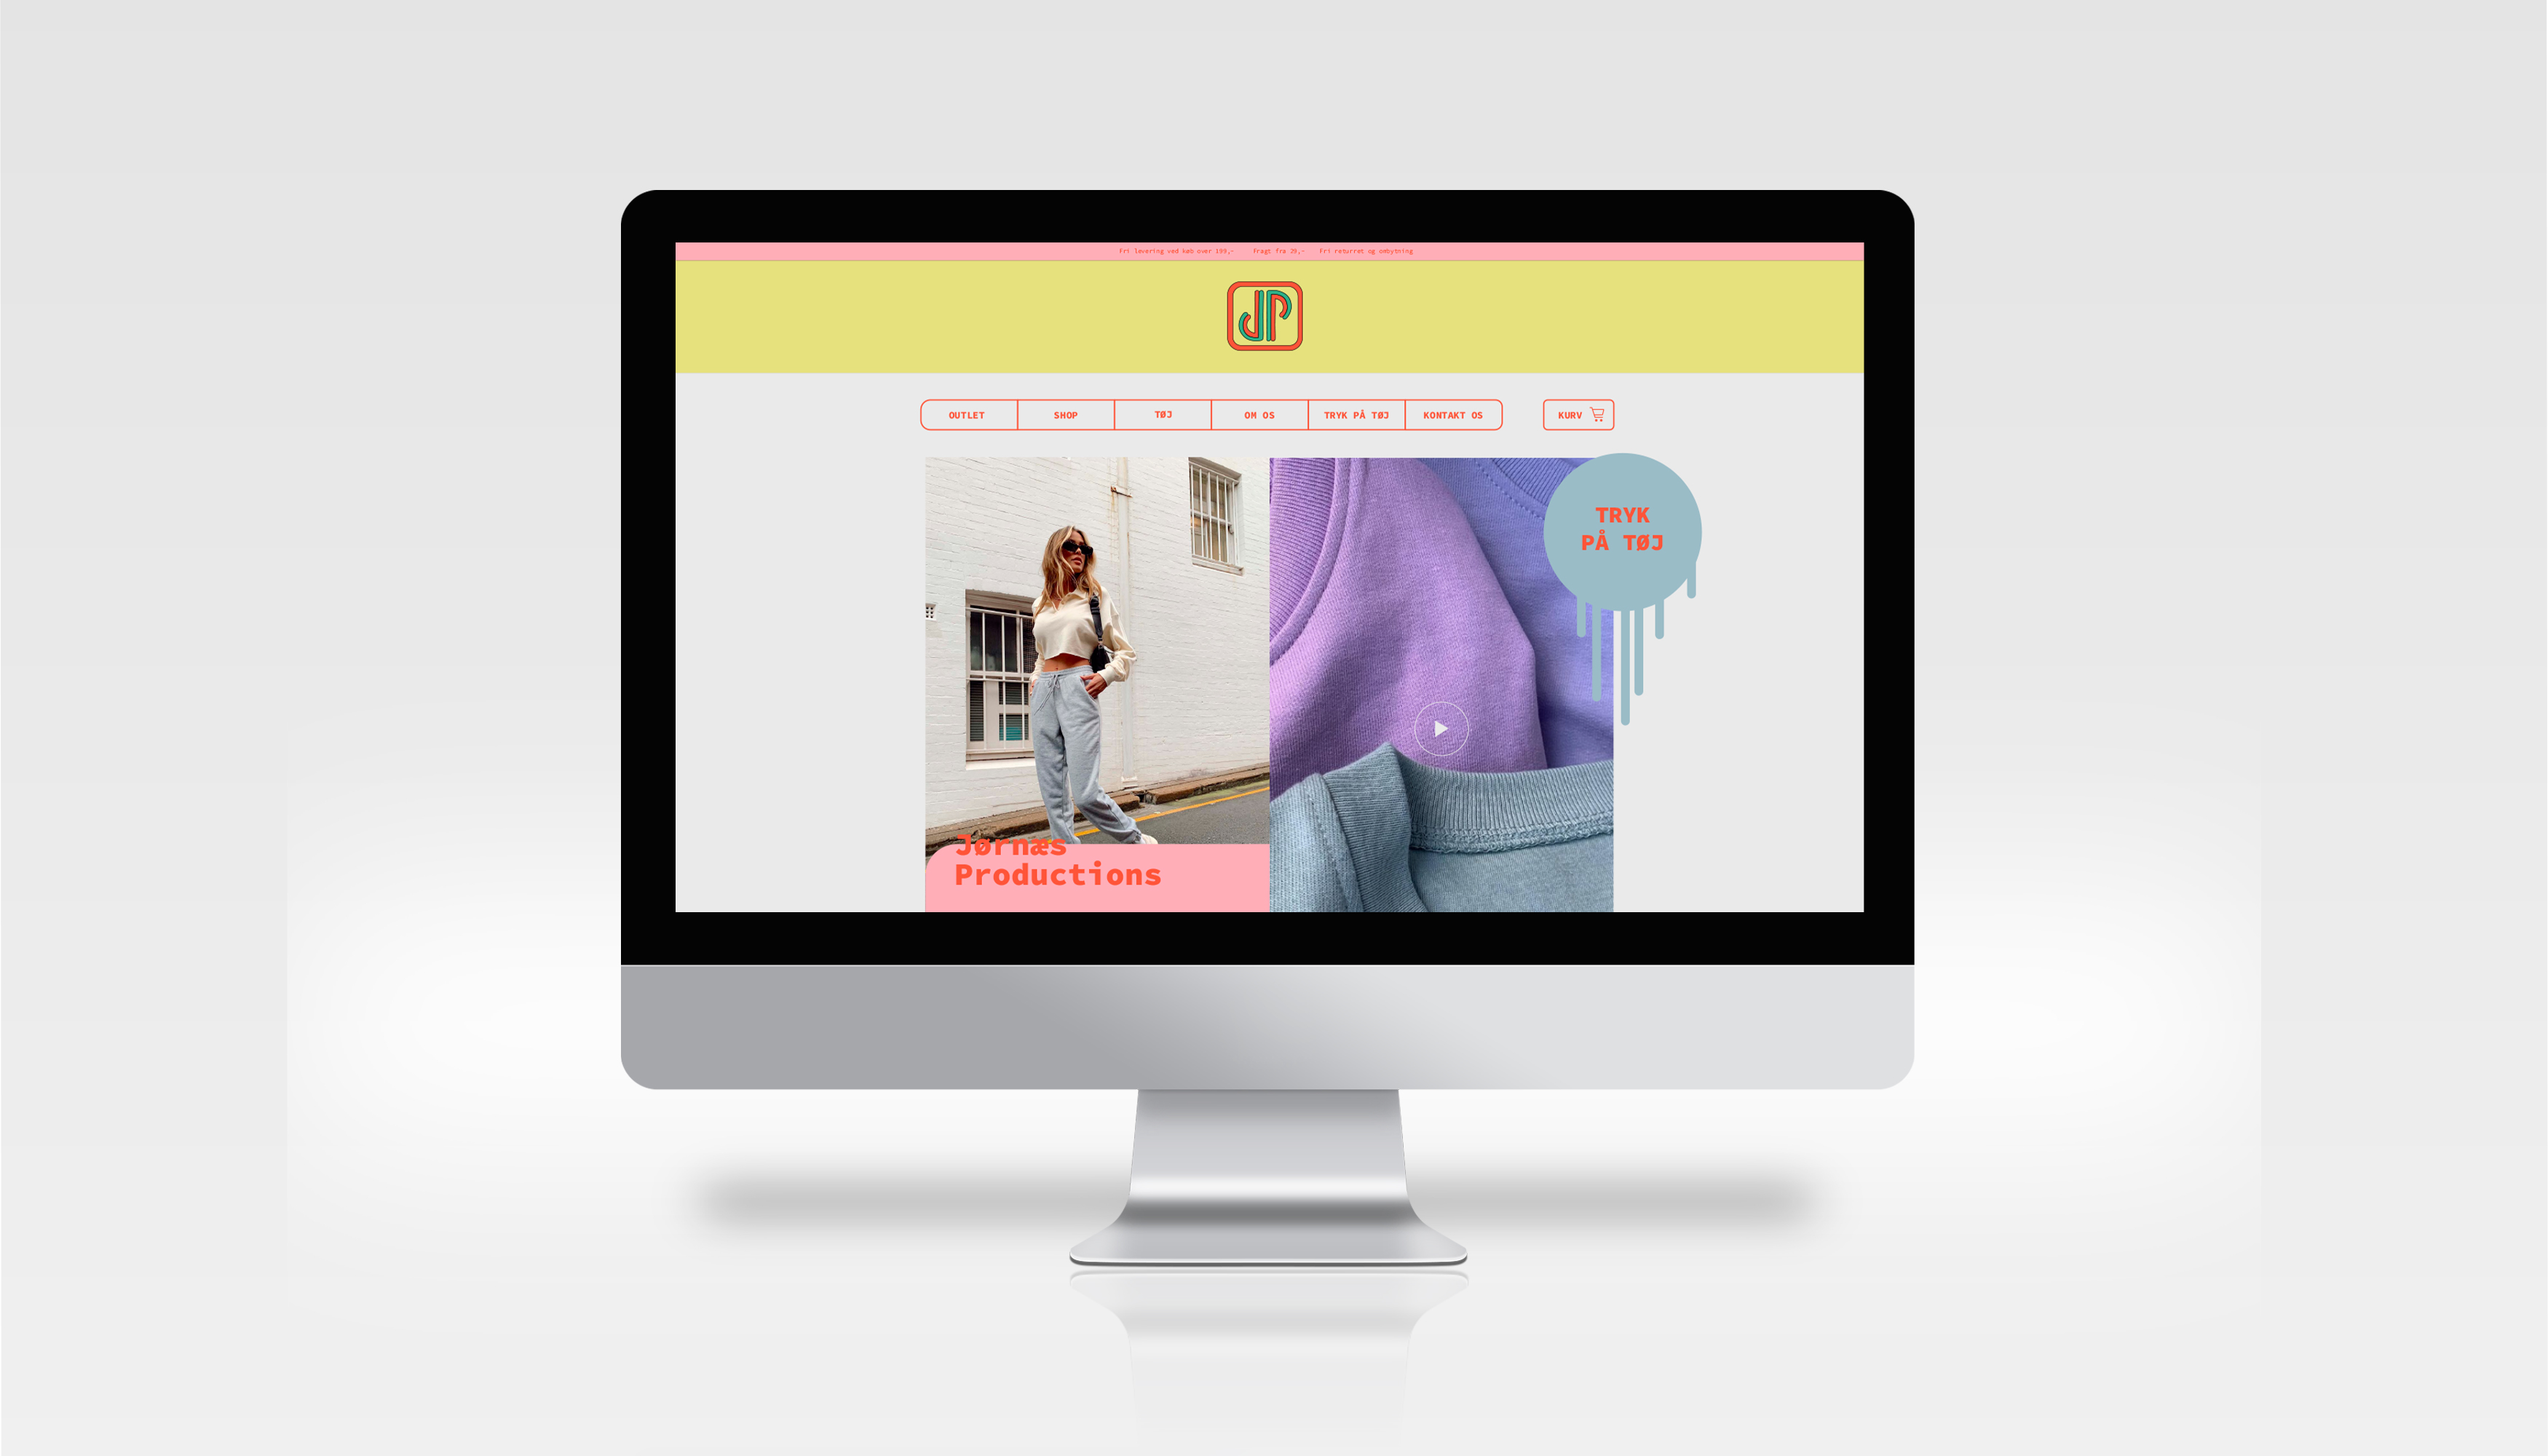 Fri levering ved køb over 199,- Fragt fra 29,- Fri returret og ombytning
JP
OUTLET SHOP TØJ OM OS TRYK PÅ TØJ KONTAKT OS KURV
TRYK
PÅ TØJ
Jørnæs
Productions